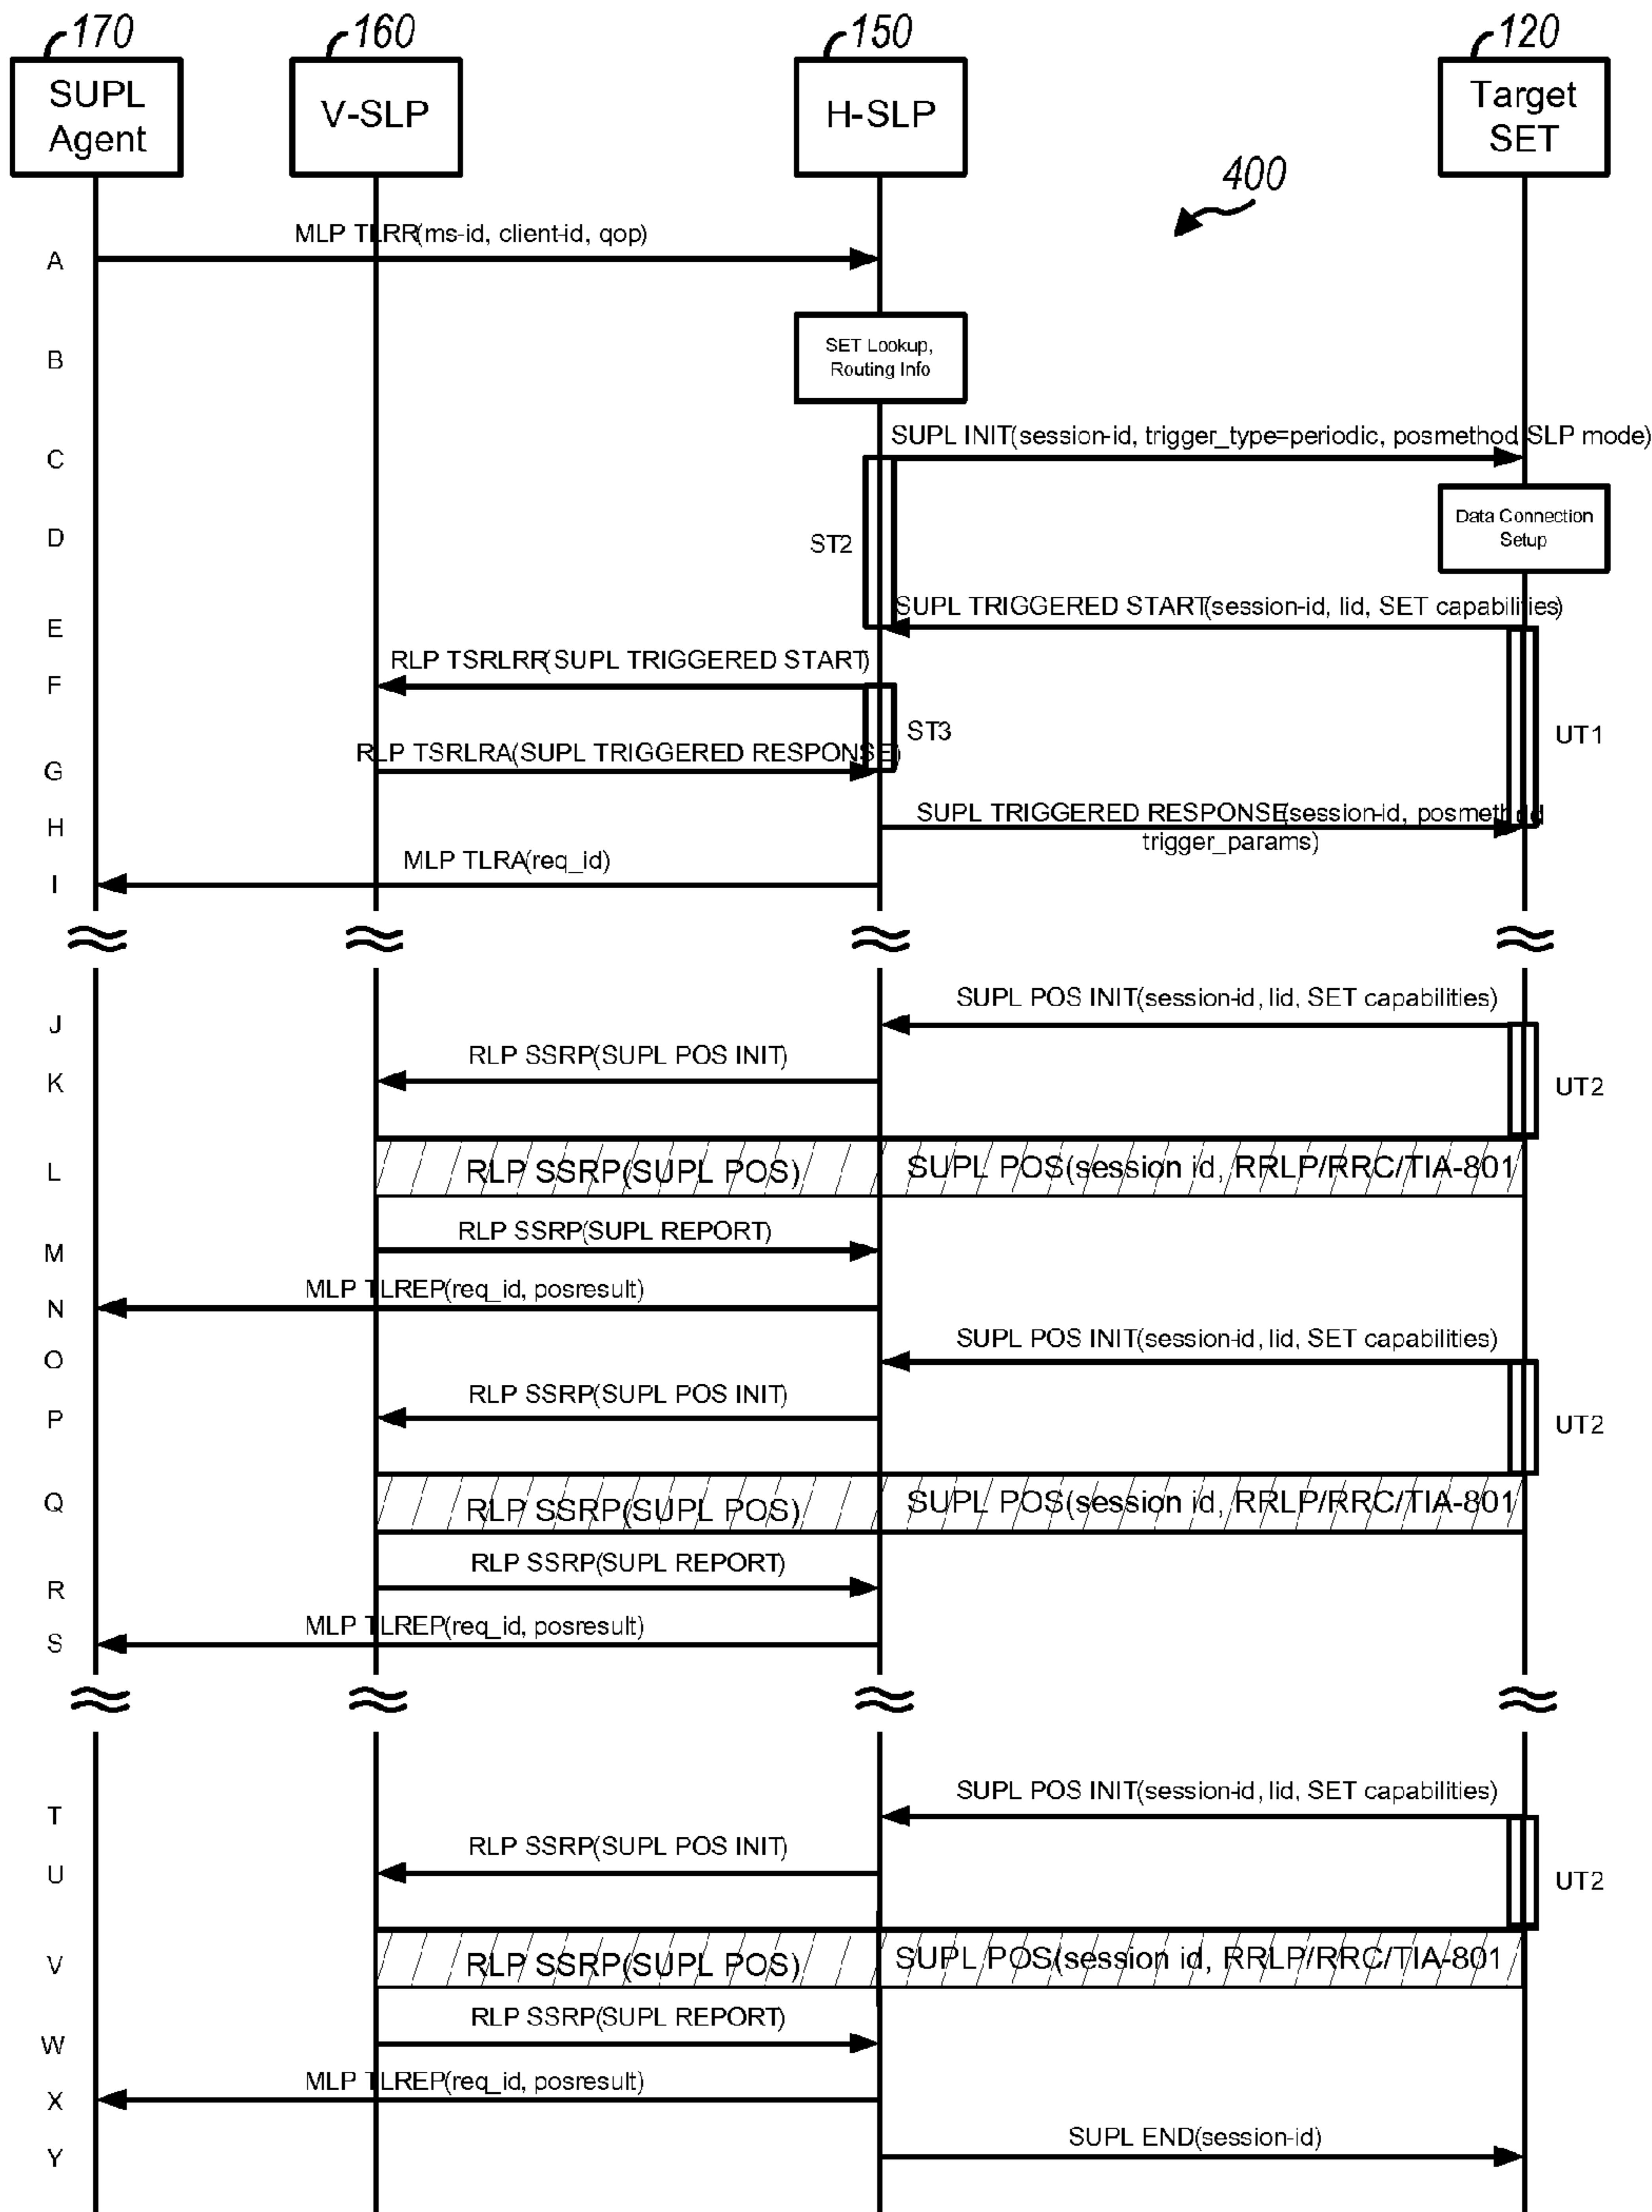 170
160
150
120
SUPL
Agent
V-SLP
H-SLP
Target
SET
400
MLP TLRR(ms-id, client-id, qop)
A
B
SET Lookup,
Routing Info
SUPL INIT(session-id, trigger_type=periodic, posmethod SLP mode)
C
D
ST2
Data Connection
Setup
SUPL TRIGGERED START(session-id, lid, SET capabilities)
E
RLP TSRLRR(SUPL TRIGGERED START)
F
ST3
UT1
RLP TSRLRA(SUPL TRIGGERED RESPONSE)
G
SUPL TRIGGERED RESPONSE(session-id, posmethod
trigger_params)
H
MLP TLRA(req_id)
I
SUPL POS INIT(session-id, lid, SET capabilities)
J
RLP SSRP(SUPL POS INIT)
K
UT2
L
RLP SSRP(SUPL POS)
SUPL POS(session id, RRLP/RRC/TIA-801
RLP SSRP(SUPL REPORT)
M
MLP TLREP(req_id, posresult)
N
SUPL POS INIT(session-id, lid, SET capabilities)
O
RLP SSRP(SUPL POS INIT)
P
UT2
Q
RLP SSRP(SUPL POS)
SUPL POS(session id, RRLP/RRC/TIA-801
RLP SSRP(SUPL REPORT)
R
MLP TLREP(req_id, posresult)
S
SUPL POS INIT(session-id, lid, SET capabilities)
T
RLP SSRP(SUPL POS INIT)
U
UT2
V
RLP SSRP(SUPL POS)
SUPL POS(session id, RRLP/RRC/TIA-801
RLP SSRP(SUPL REPORT)
W
MLP TLREP(req_id, posresult)
X
SUPL END(session-id)
Y